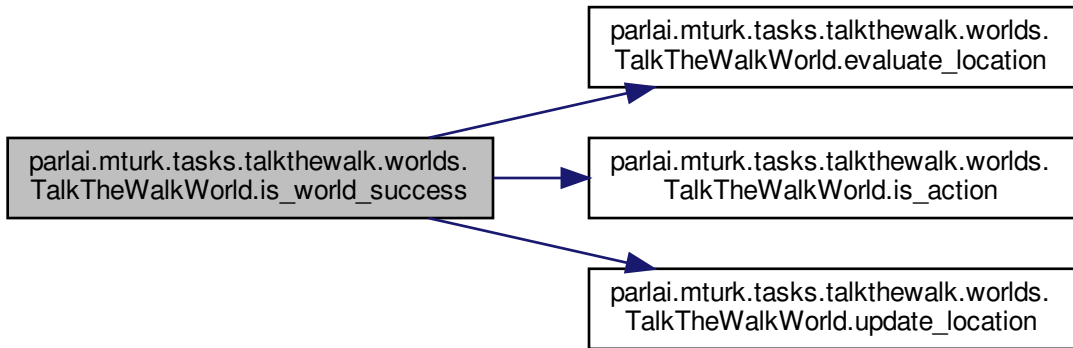 parlai.mturk.tasks.talkthewalk.worlds.
TalkTheWalkWorld.evaluate_location
parlai.mturk.tasks.talkthewalk.worlds.
TalkTheWalkWorld.is_world_success
parlai.mturk.tasks.talkthewalk.worlds.
TalkTheWalkWorld.is_action
parlai.mturk.tasks.talkthewalk.worlds.
TalkTheWalkWorld.update_location